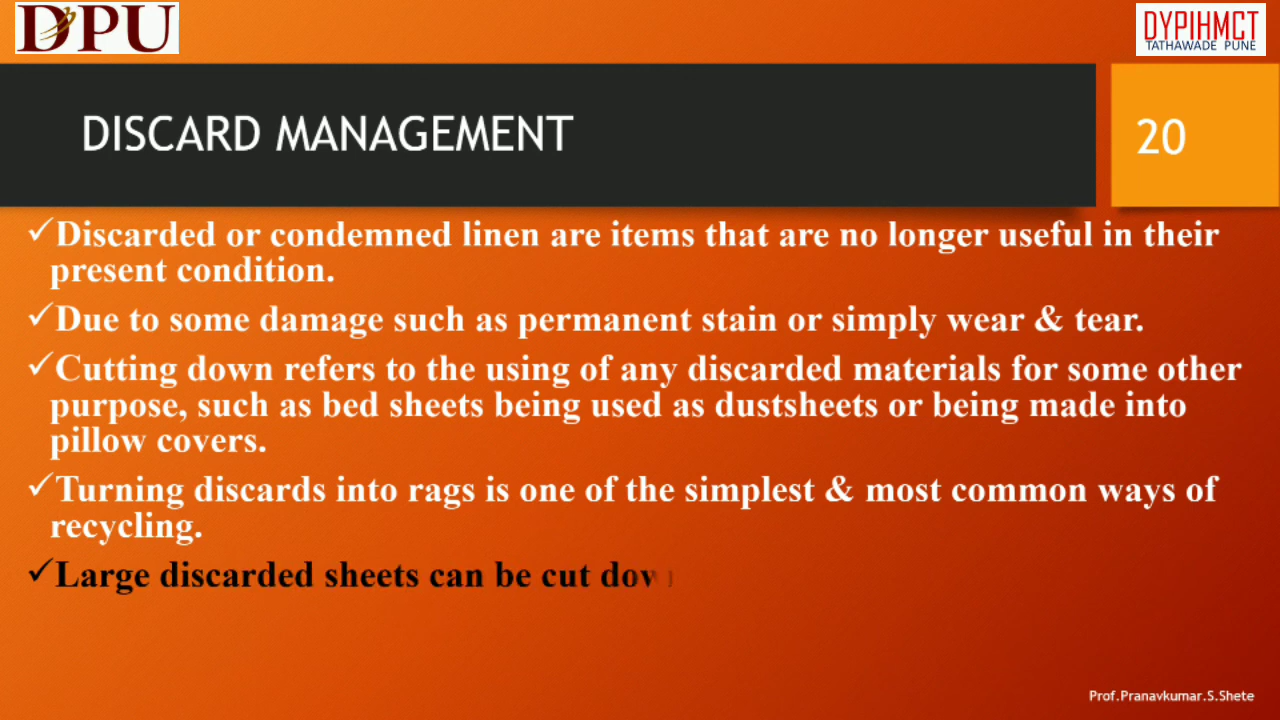 DPU
DYPIHMCT
TATHAWADE PUNE
DISCARD MANAGEMENT
20
✓Discarded or condemned linen are items that are no longer useful in their
present condition.
✓Due to some damage such as permanent stain or simply wear & tear.
✓Cutting down refers to the using of any discarded materials for some other
purpose, such as bed sheets being used as dustsheets or being made into
pillow covers.
✓Turning discards into rags is one of the simplest & most common ways of
recycling.
✓Large discarded sheets can be cut
Prof.Pranavkumar.S.Shete